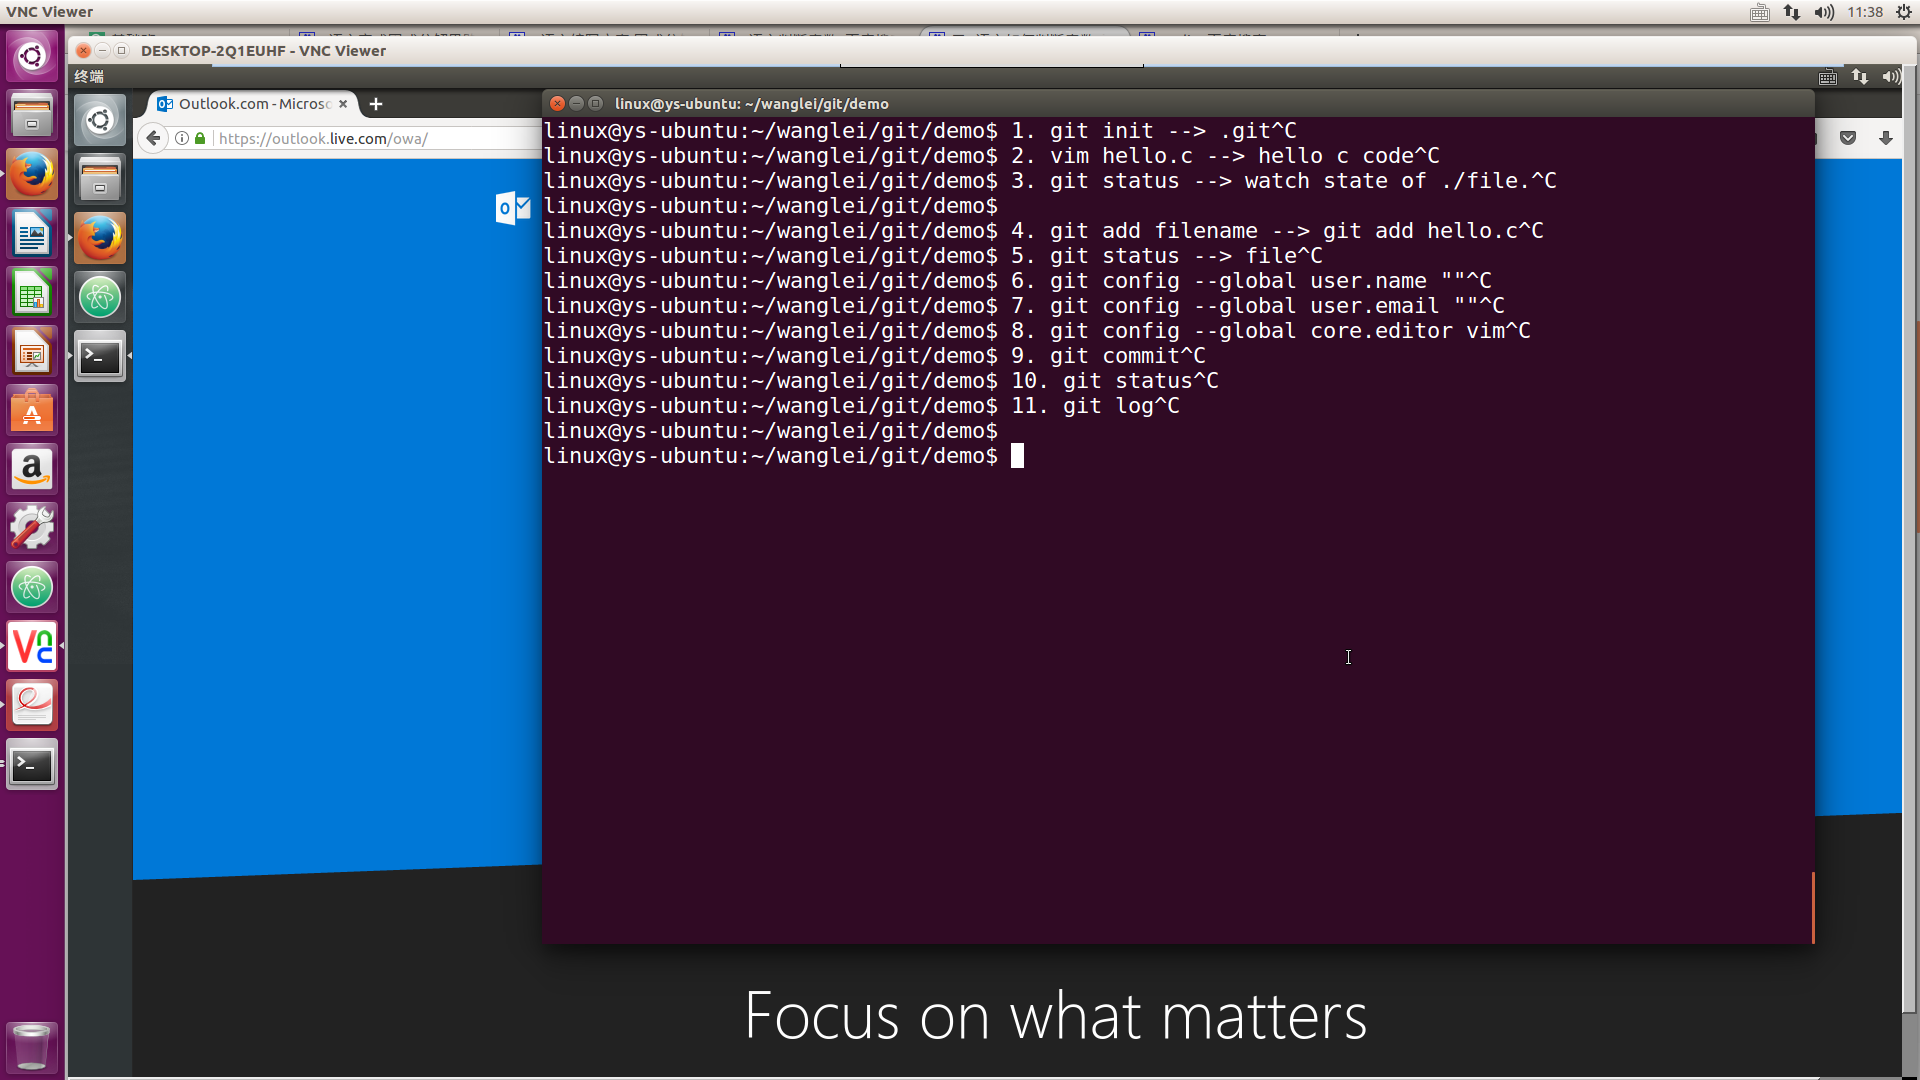 VNC Viewer
11:38
DESKTOP-2Q1EUHF - VNC Viewer
终端
Outlook.com - Microso
https://outlook.live.com/owa/
linux@ys-ubuntu: ~/wanglei/git/demo
linux@ys-ubuntu:~/wanglei/git/demo$ 1. git init --> .git^C
linux@ys-ubuntu:~/wanglei/git/demo$ 2. vim hello.c --> hello c code^C
linux@ys-ubuntu:~/wanglei/git/demo$ 3. git status --> watch state of ./file.^C
linux@ys-ubuntu:~/wanglei/git/demo$
linux@ys-ubuntu:~/wanglei/git/demo$ 4. git add filename --> git add hello.c^C
linux@ys-ubuntu:~/wanglei/git/demo$ 5. git status --> file^C
linux@ys-ubuntu:~/wanglei/git/demo$ 6. git config --global user.name ""^C
linux@ys-ubuntu:~/wanglei/git/demo$ 7. git config --global user.email ""^C
linux@ys-ubuntu:~/wanglei/git/demo$ 8. git config --global core.editor vim^C
linux@ys-ubuntu:~/wanglei/git/demo$ 9. git commit^C
linux@ys-ubuntu:~/wanglei/git/demo$ 10. git status^C
linux@ys-ubuntu:~/wanglei/git/demo$ 11. git log^C
linux@ys-ubuntu:~/wanglei/git/demo$
linux@ys-ubuntu:~/wanglei/git/demo$
Focus on what matters